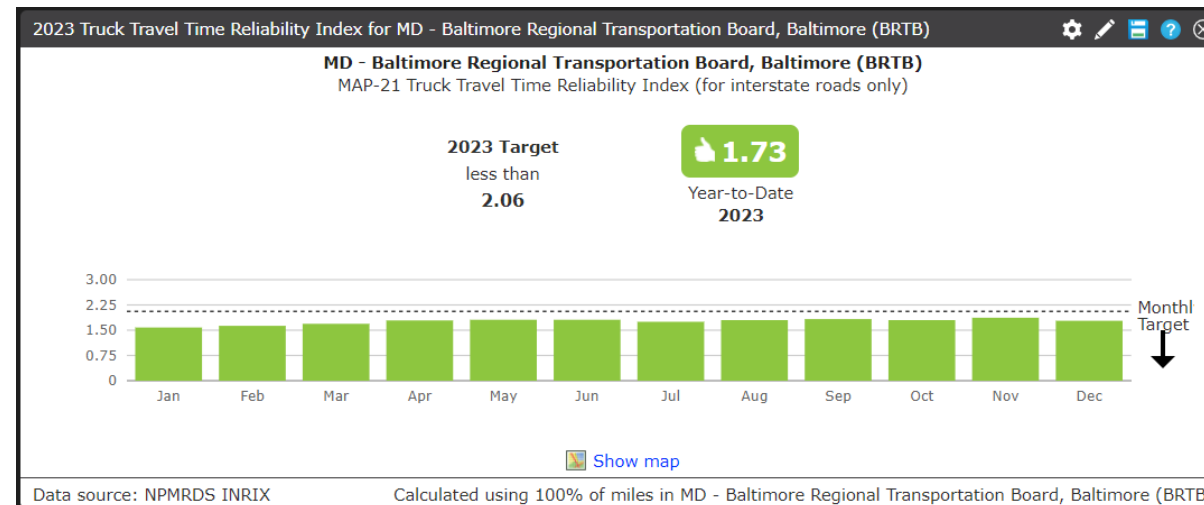 2023 Truck Travel Time Reliability Index for MD - Baltimore Regional Transportation Board, Baltimore (BRTB)
MD - Baltimore Regional Transportation Board, Baltimore (BRTB)
MAP-21 Truck Travel Time Reliability Index (for interstate roads only)
2023 Target
less than
2.06
1.73
Year-to-Date
2023
3.00
2.25
1.50
0.75
0
Monthl
Target
Jan Feb Mar Apr May Jun Jul Aug Sep Oct Nov Dec
Show map
Data source: NPMRDS INRIX Calculated using 100% of miles in MD - Baltimore Regional Transportation Board, Baltimore (BRTB